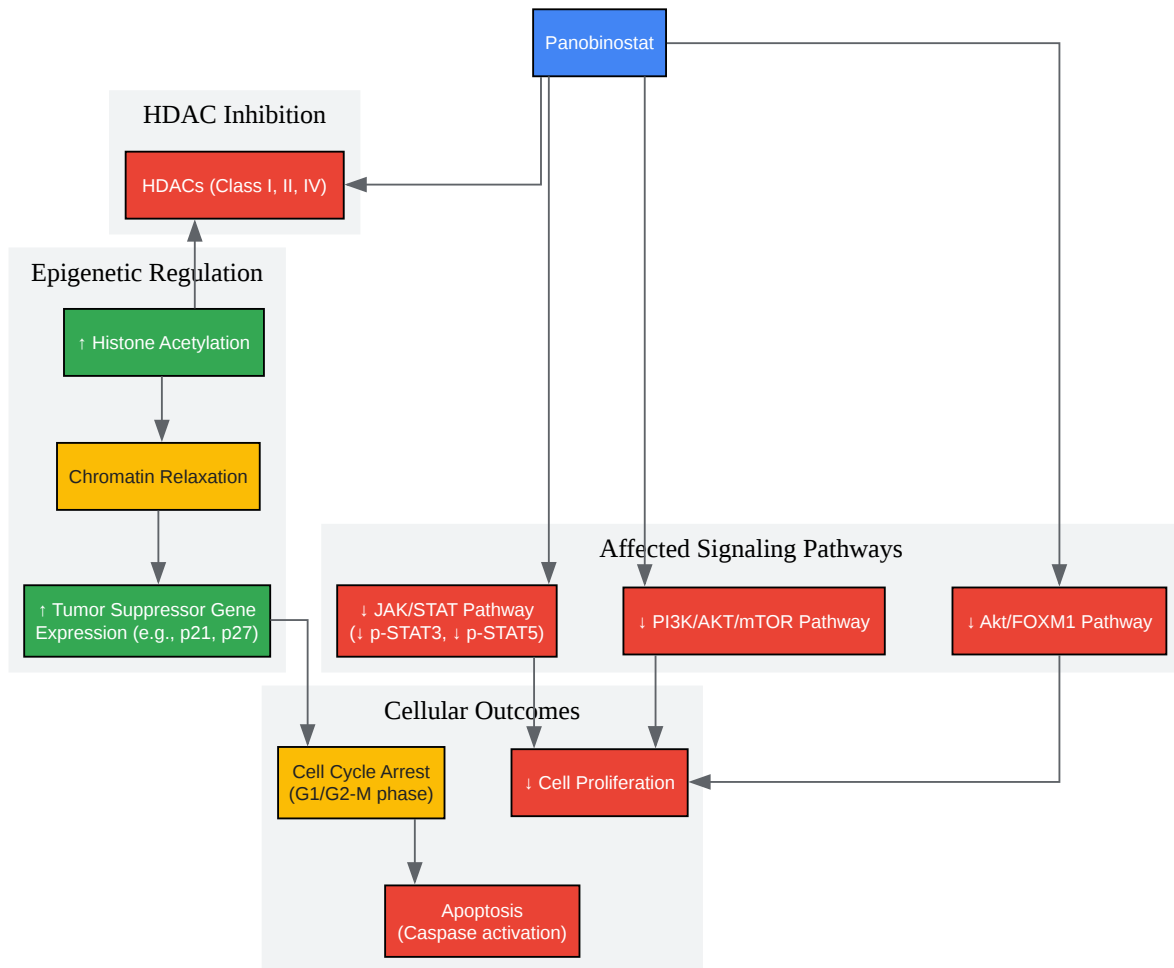 Panobinostat
HDAC Inhibition
HDACs (Class I, II, IV)
Epigenetic Regulation
↑ Histone Acetylation
Chromatin Relaxation
↑ Tumor Suppressor Gene
Expression (e.g., p21, p27)
Affected Signaling Pathways
↓ JAK/STAT Pathway
(↓ p-STAT3, ↓ p-STAT5)
↓ PI3K/AKT/mTOR Pathway
↓ Akt/FOXM1 Pathway
Cellular Outcomes
Cell Cycle Arrest
(G1/G2-M phase)
↓ Cell Proliferation
Apoptosis
(Caspase activation)